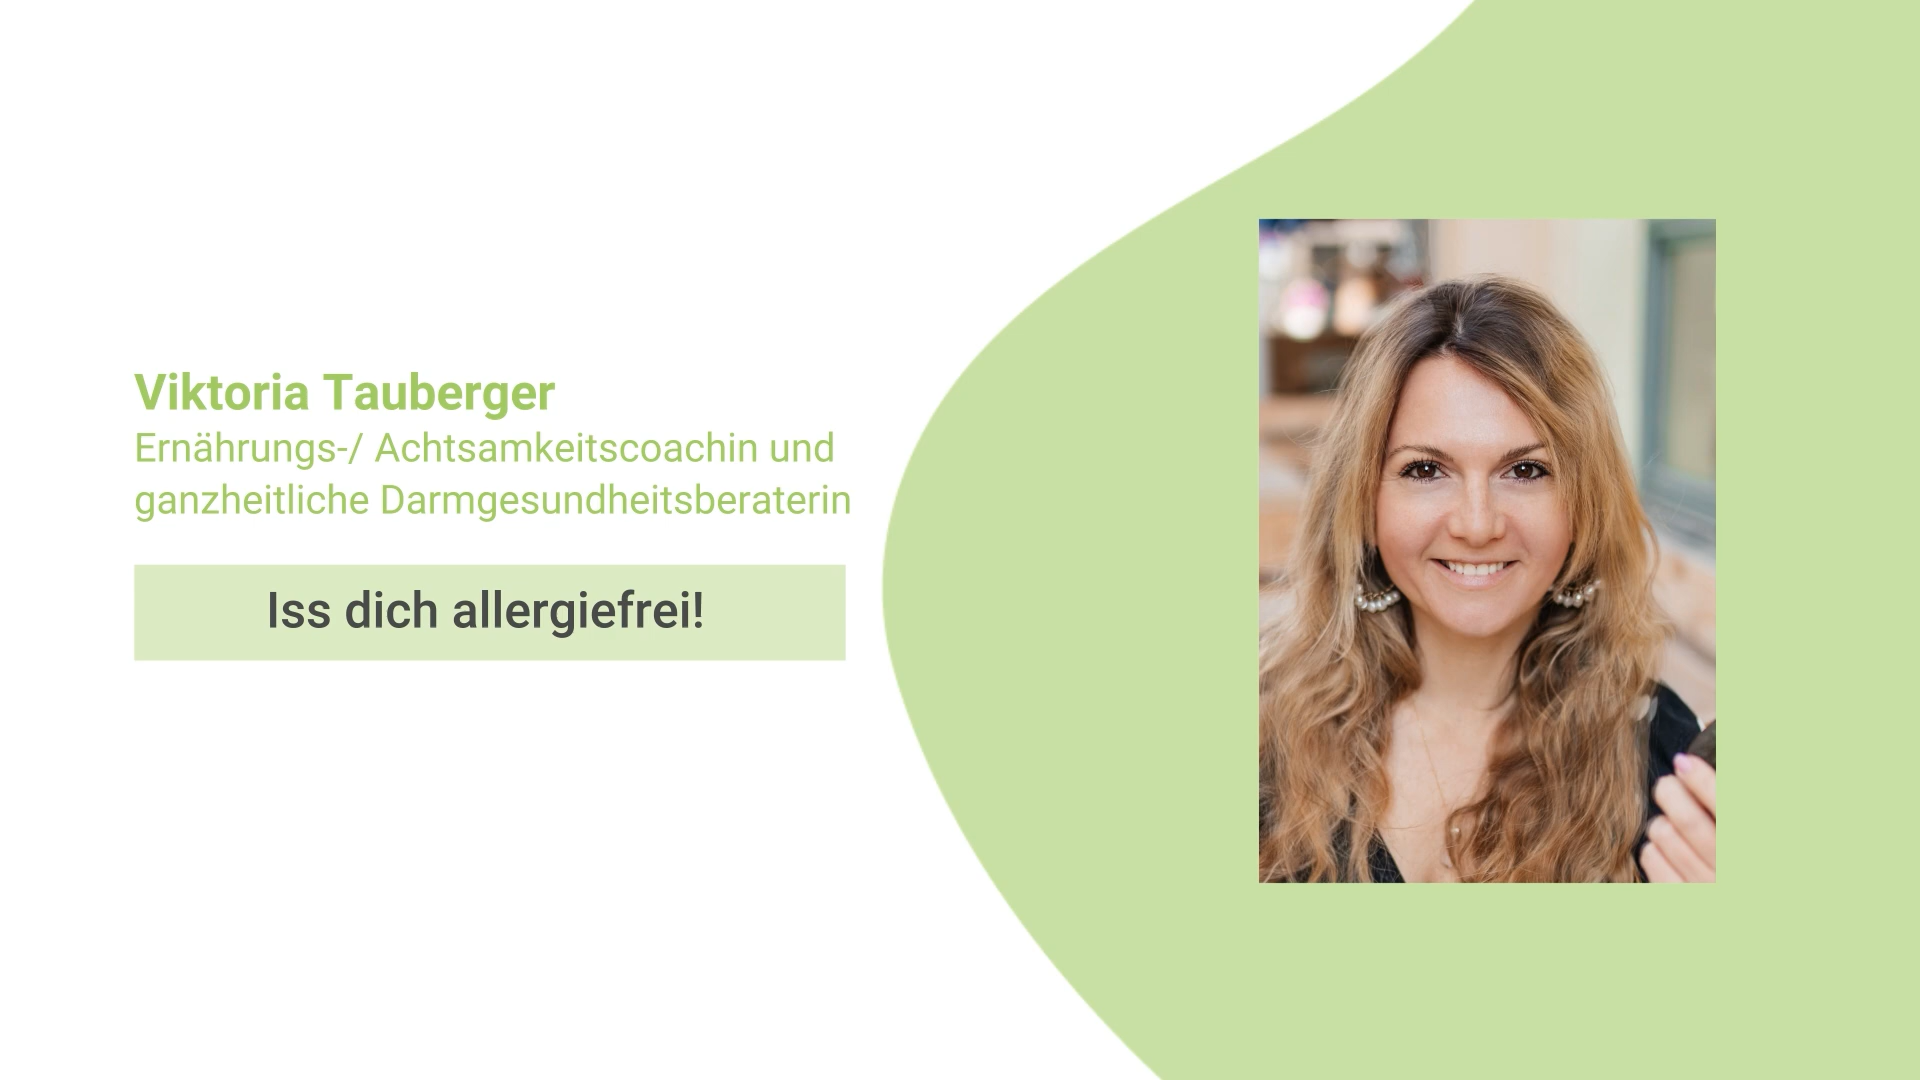 Viktoria Tauberger
Ernährungs-/ Achtsamkeitscoachin und
ganzheitliche Darmgesundheitsberaterin
Iss dich allergiefrei!